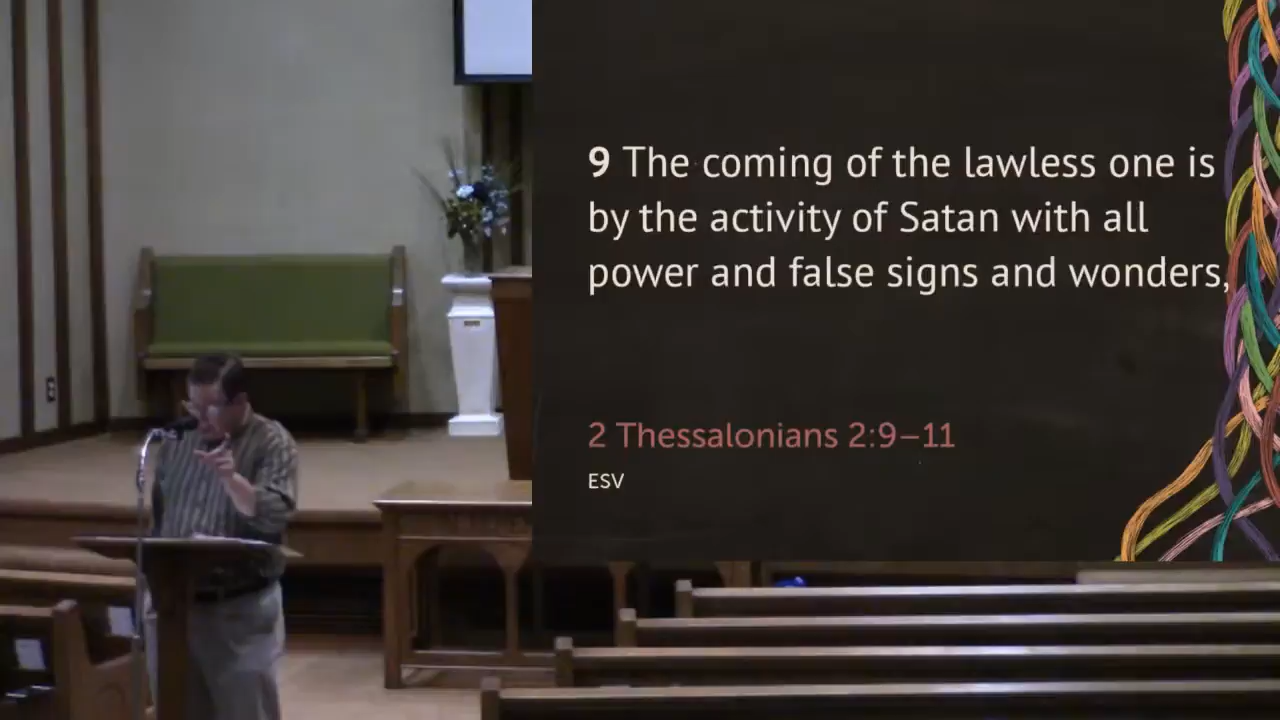 9 The coming of the lawless one is
by the activity of Satan with all
power and false signs and wonders,
2 Thessalonians 2:9–11
ESV